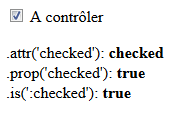 A contrôler
.attr('checked'): checked
.prop('checked'): true
.is(':checked'): true